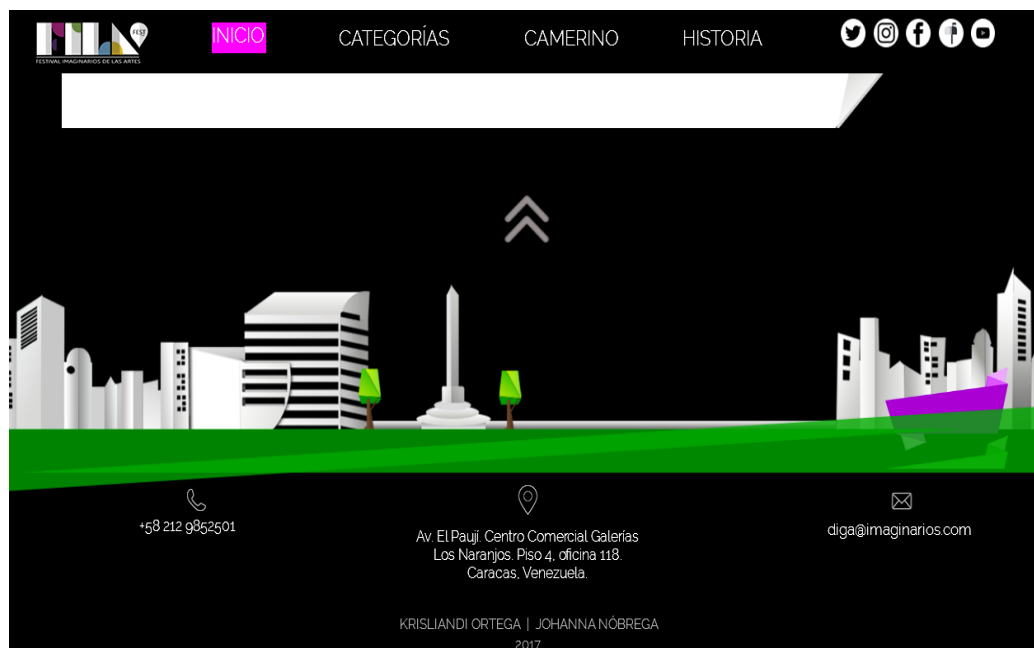 FILA
FEST
FESTIVAL IMAGINARIOS DE LAS ARTES
INICIO
CATEGORÍAS
CAMERINO
HISTORIA
+58 212 9852501
Av. El Paují. Centro Comercial Galerías
Los Naranjos. Piso 4, oficina 118.
Caracas, Venezuela.
diga@imaginarios.com
KRISLIANDI ORTEGA | JOHANNA NÓBREGA
2017